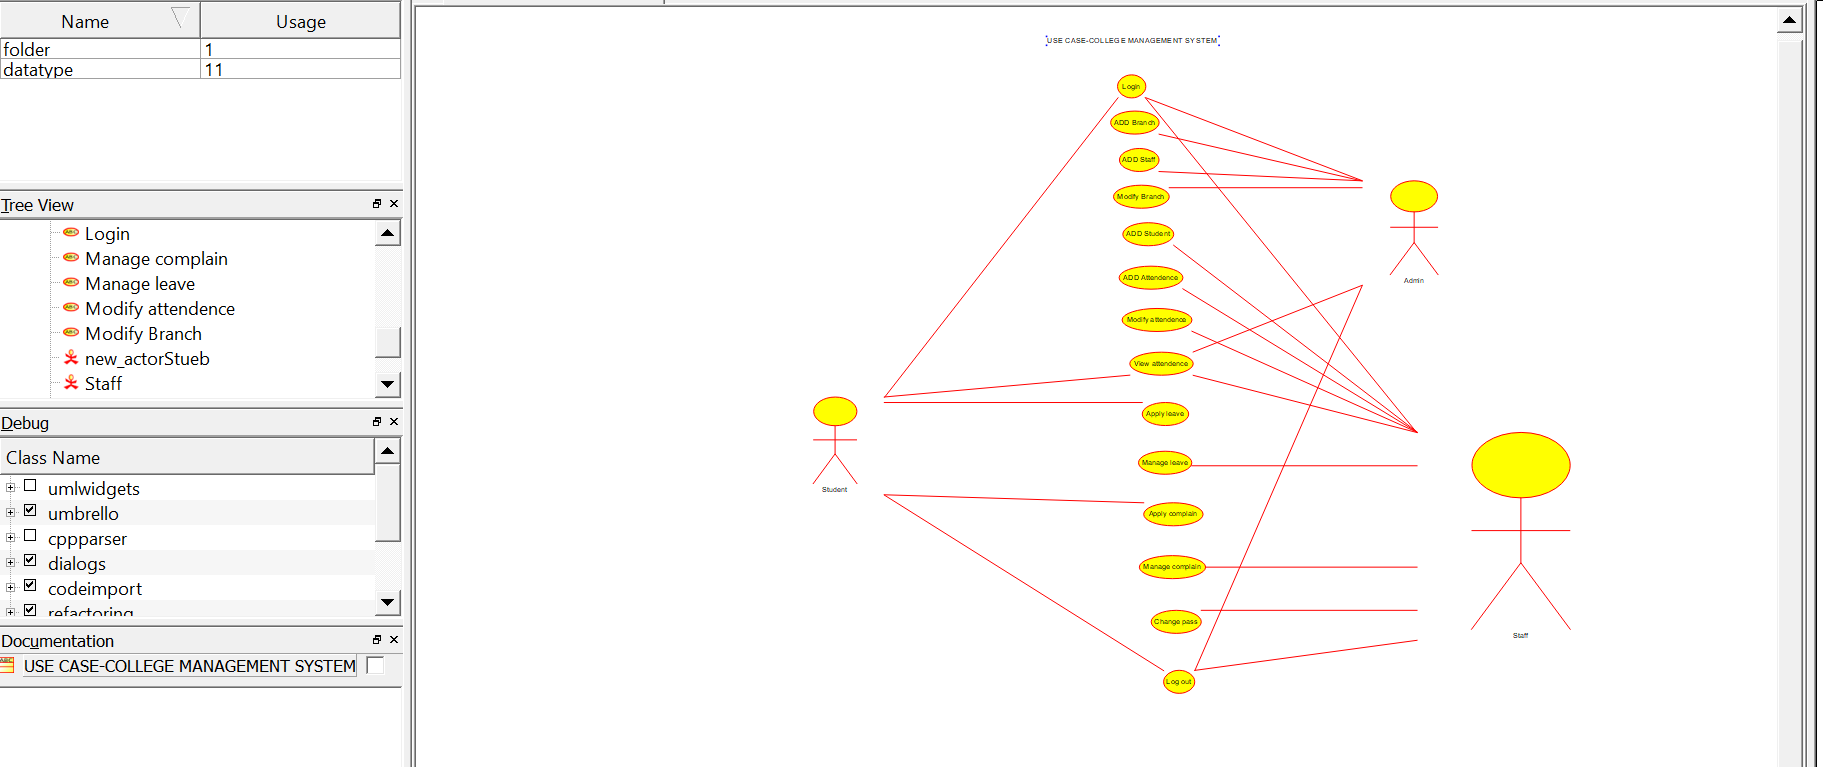 Name Usage
folder 1
datatype 11
Tree View
Login
Manage complain
Manage leave
Modify attendence
Modify Branch
new_actorStueb
Staff
Debug
Class Name
umlwidgets
umbrello
cppparser
dialogs
codeimport
refactoring
Documentation
USE CASE-COLLEGE MANAGEMENT SYSTEM
USE CASE-COLLEGE MANAGEMENT SYSTEM
Login
ADD Branch
ADD Staff
Modify Branch
ADD Student
ADD Attendence
Modify attendence
View attendence
Apply leave
Manage leave
Apply complain
Manage complain
Change pass
Log out
Admin
Student
Staff